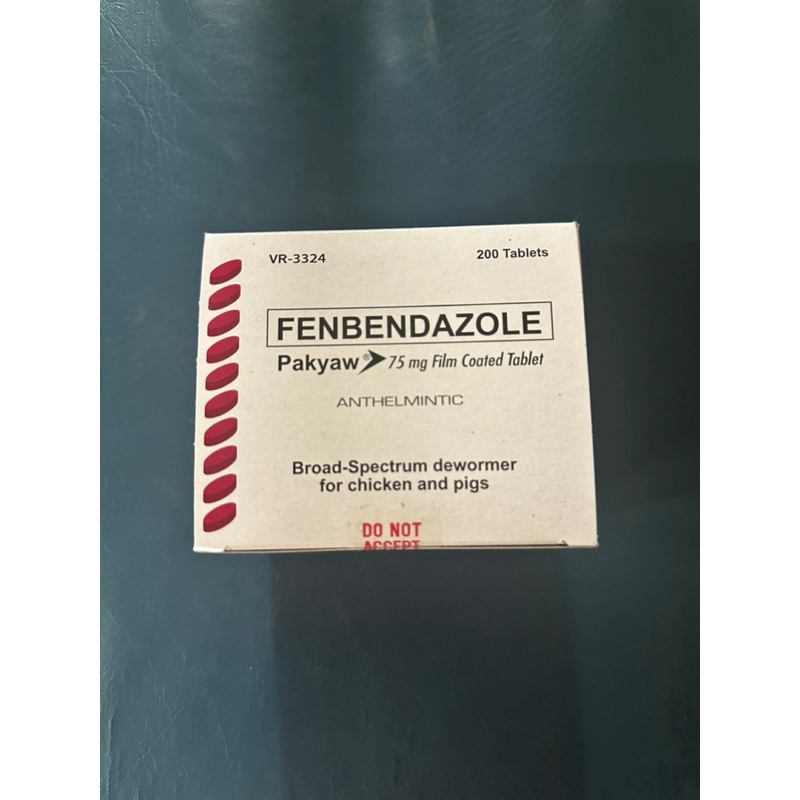 VR-3324
200 Tablets
FENBENDAZOLE
Pakyaw® 75 mg Film Coated Tablet
ANTHELMINTIC
Broad-Spectrum dewormer
for chicken and pigs
DO NOT
ACCEPT